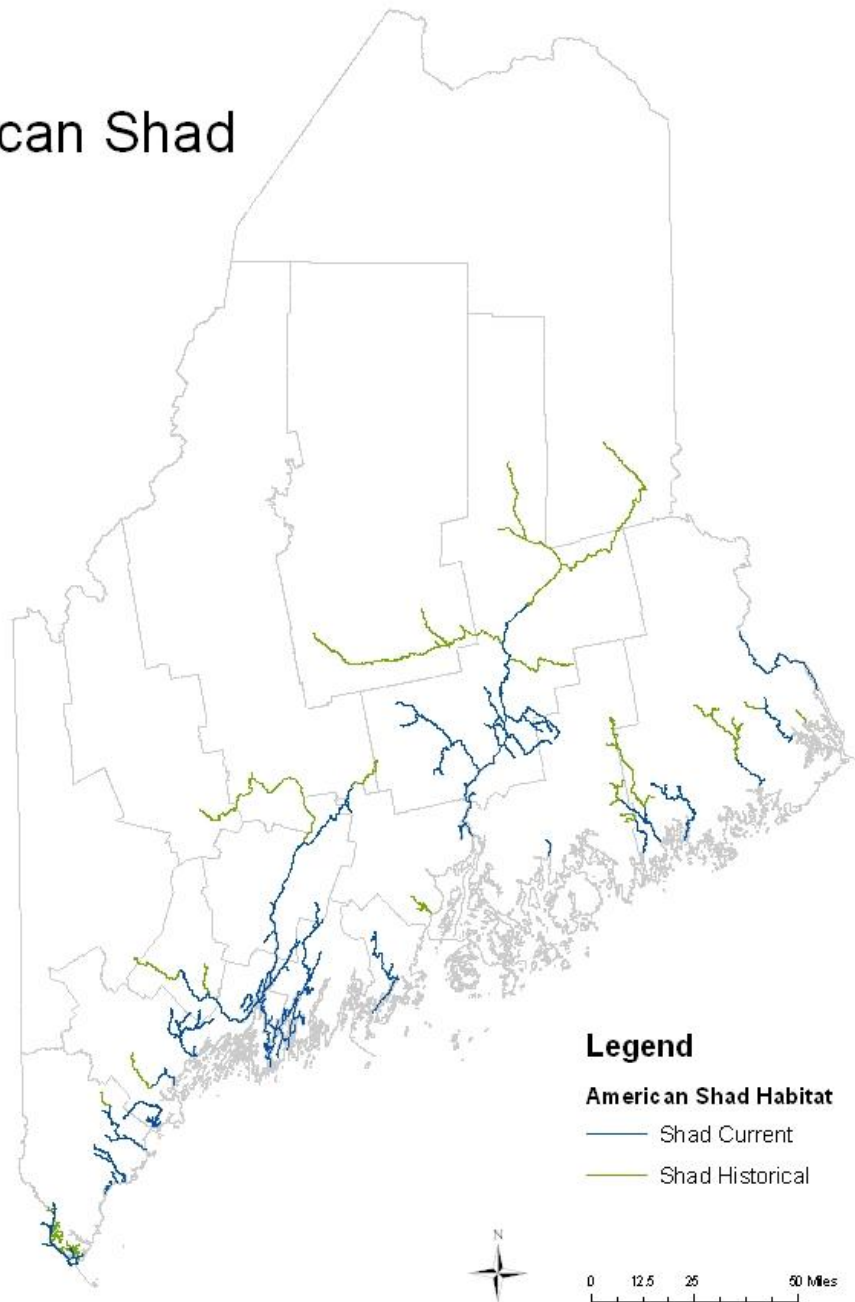 can Shad
Legend
American Shad Habitat
Shad Current
Shad Historical
N
0 12.5 25 50 Miles